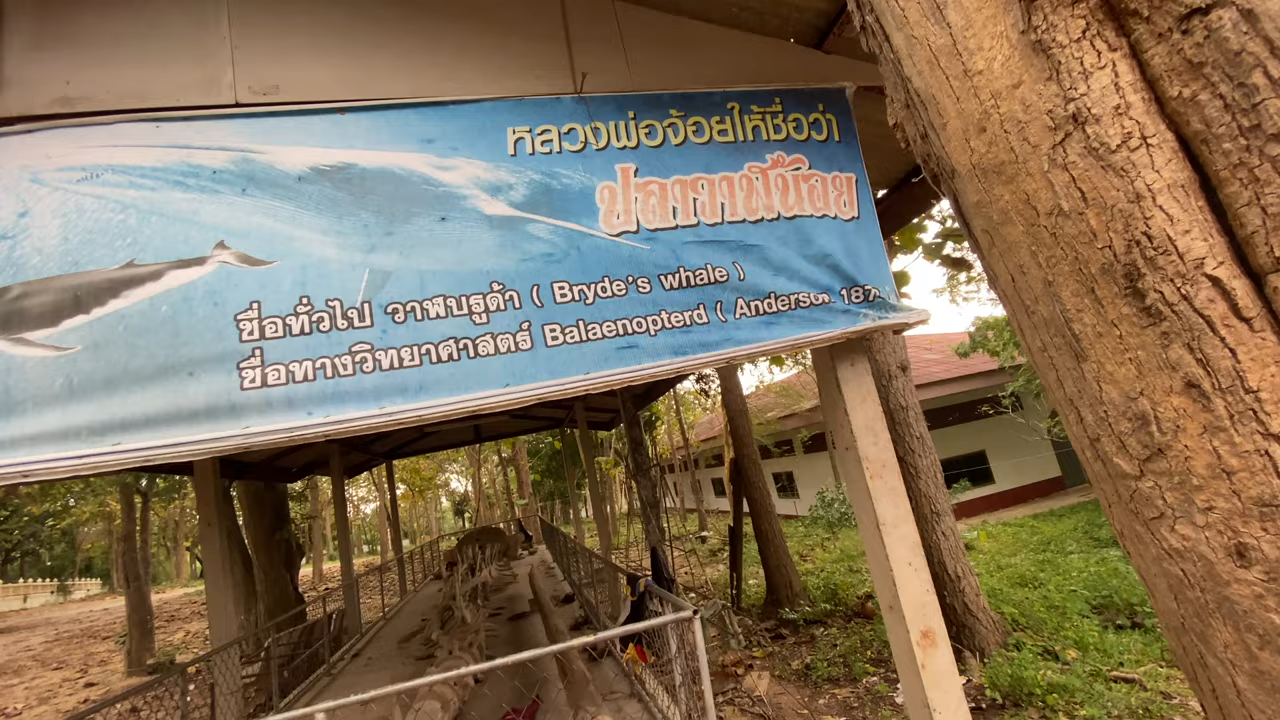 หลวงพ่อจ้อยให้ชื่อว่า
ปลาวาฬน้อย
ชื่อทั่วไป วาฬบรูด้า ( Bryde's whale )
ชื่อทางวิทยาศาสตร์ Balaenopterd ( Anderson